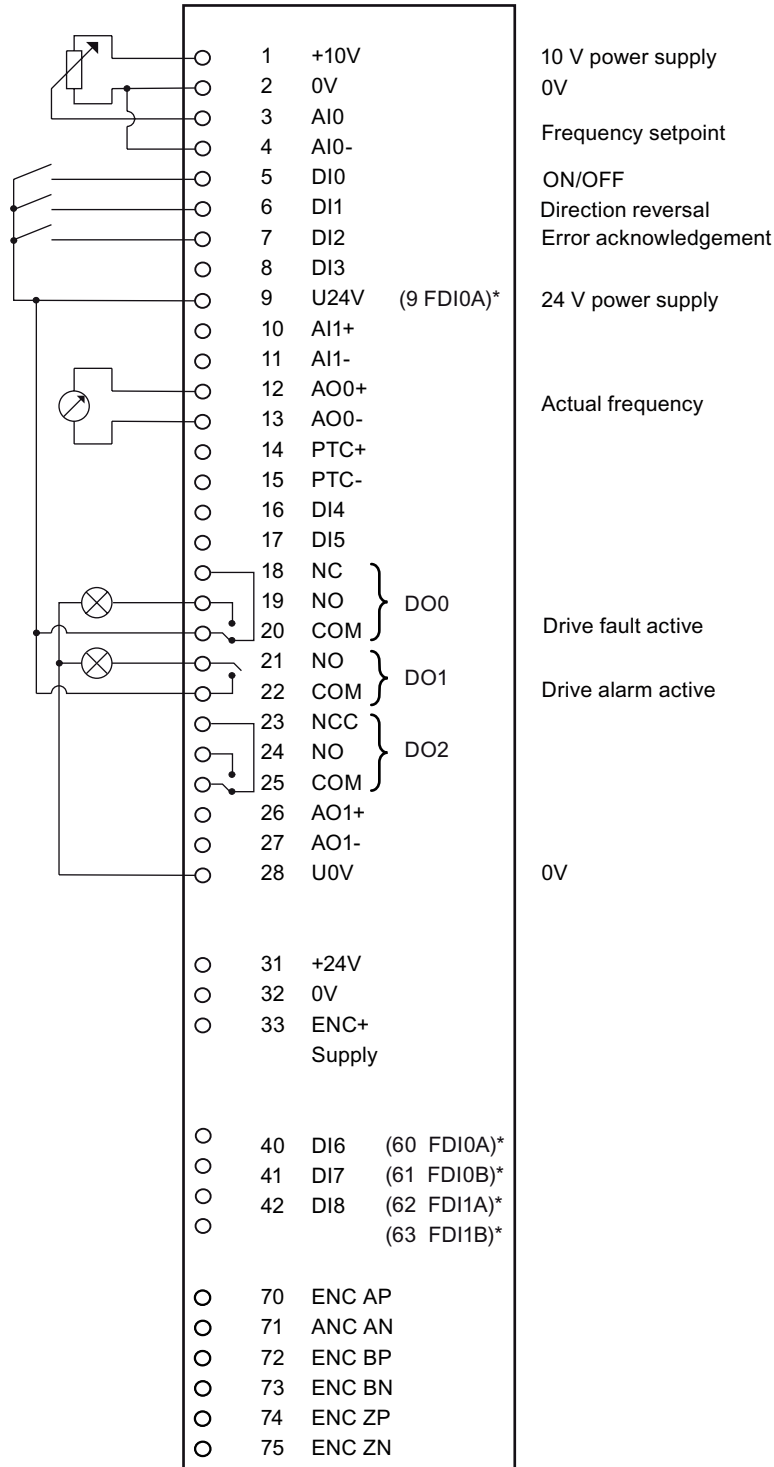 1 +10V 10 V power supply
2 0V 0V
3 AI0
Frequency setpoint
4 AI0-
5 DI0 ON/OFF
6 DI1 Direction reversal
7 DI2 Error acknowledgement
8 DI3
9 U24V (9 FDI0A)* 24 V power supply
10 AI1+
11 AI1-
12 AO0+
Actual frequency
13 AO0-
14 PTC+
15 PTC-
16 DI4
17 DI5
18 NC
19 NO DO0
20 COM Drive fault active
21 NO
DO1
22 COM Drive alarm active
23 NCC
24 NO DO2
25 COM
26 AO1+
27 AO1-
28 U0V 0V
31 +24V
32 0V
33 ENC+
Supply
40 DI6 (60 FDI0A)*
41 DI7 (61 FDI0B)*
42 DI8 (62 FDI1A)*
(63 FDI1B)*
70 ENC AP
71 ANC AN
72 ENC BP
73 ENC BN
74 ENC ZP
75 ENC ZN